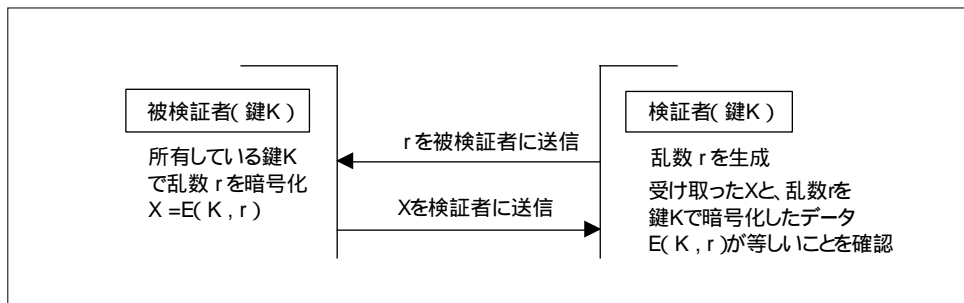 被検証者( 鍵K )
所有している鍵K
で乱数 r を暗号化
X =E( K , r )
r を被検証者に送信
Xを検証者に送信
検証者( 鍵K )
乱数 r を生成
受け取ったXと、乱数rを
鍵Kで暗号化したデータ
E( K , r )が等しいことを確認